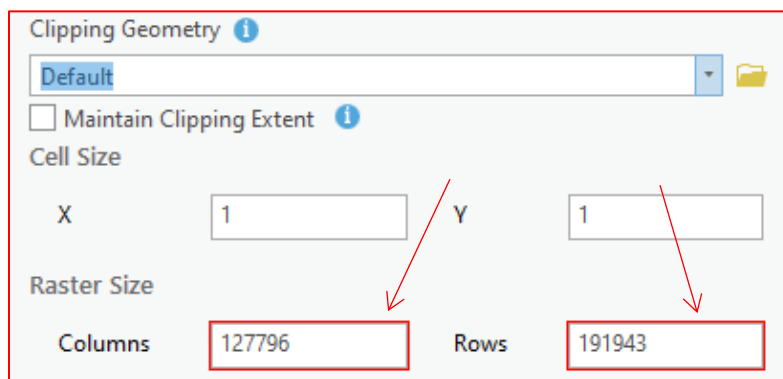 Clipping Geometry
Default
Maintain Clipping Extent
Cell Size
X 1 Y 1
Raster Size
Columns 127796 Rows 191943